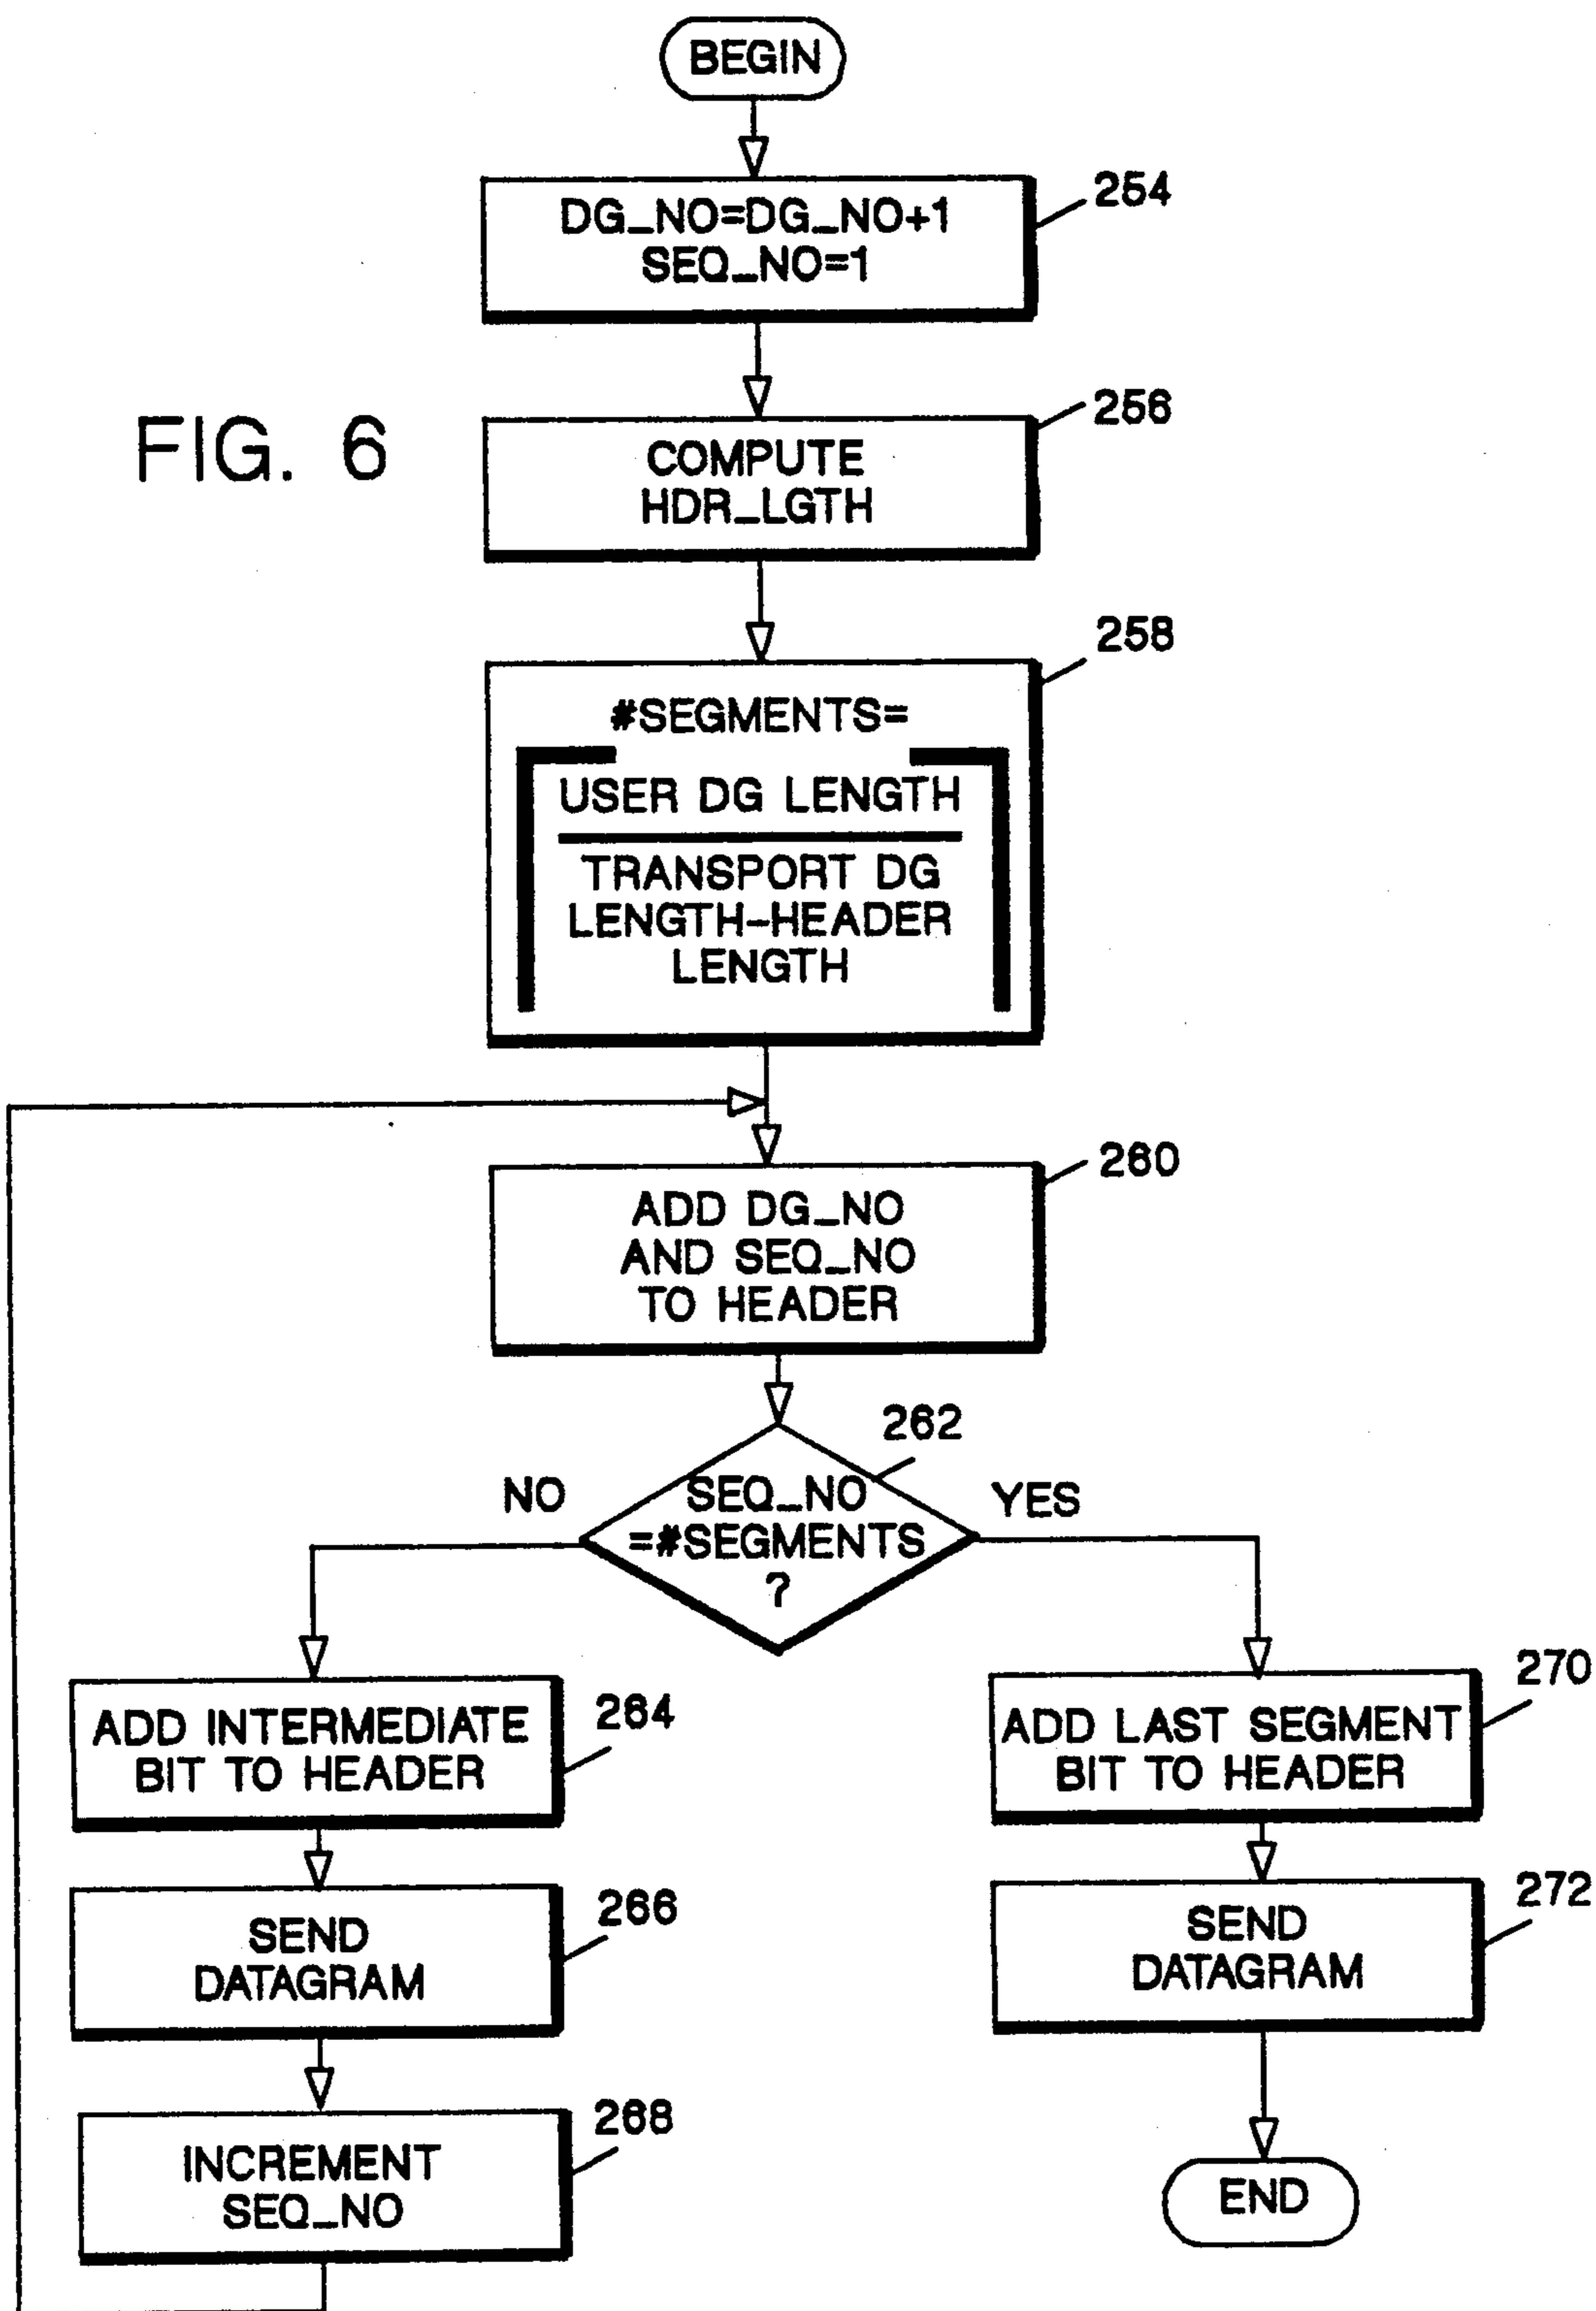 BEGIN
DG_NO=DG_NO+1
SEQ_NO=1
254
FIG. 6
COMPUTE
HDR_LGTH
256
#SEGMENTS=
USER DG LENGTH
TRANSPORT DG
LENGTH-HEADER
LENGTH
258
ADD DG_NO
AND SEQ_NO
TO HEADER
260
SEQ_NO
=#SEGMENTS
?
262
NO
YES
ADD INTERMEDIATE
BIT TO HEADER
264
ADD LAST SEGMENT
BIT TO HEADER
270
SEND
DATAGRAM
266
SEND
DATAGRAM
272
INCREMENT
SEQ_NO
268
END